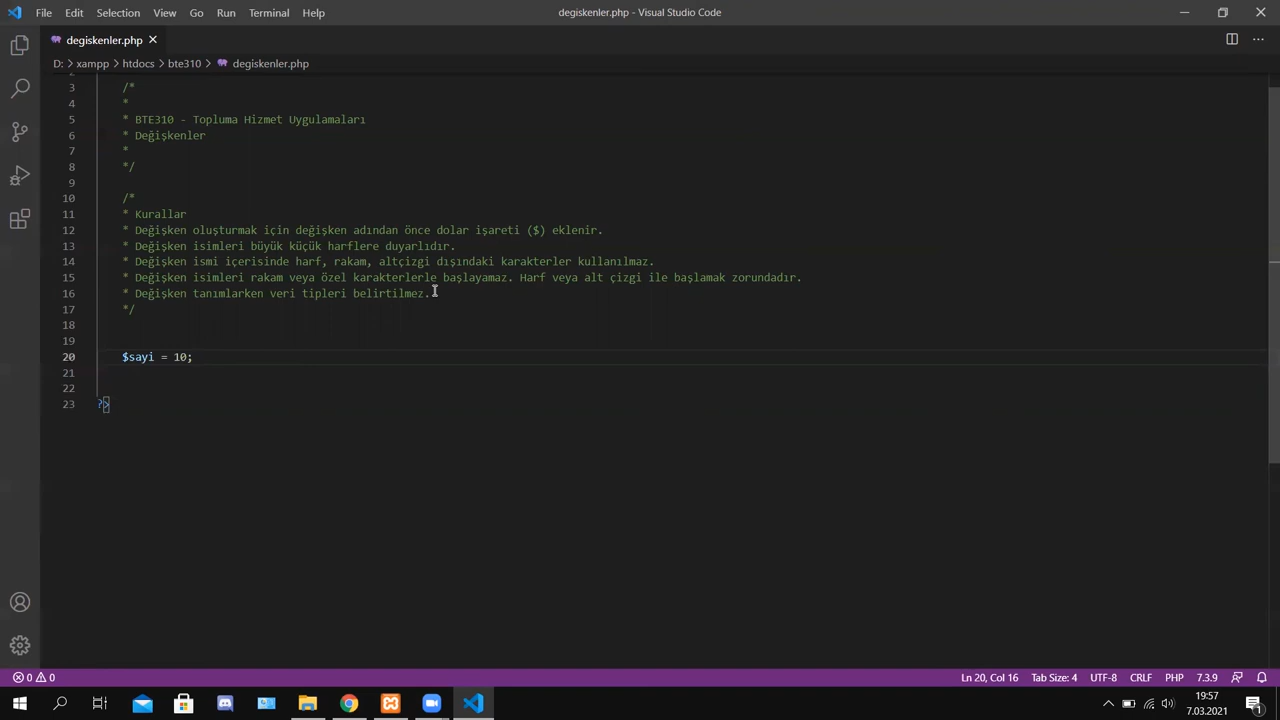 File Edit Selection View Go Run Terminal Help
degiskenler.php - Visual Studio Code
degiskenler.php
D: > xampp > htdocs > bte310 > degiskenler.php
3 /*
4 *
5 * BTE310 - Topluma Hizmet Uygulamaları
6 * Değişkenler
7 *
8 */
9
10 /*
11 * Kurallar
12 * Değişken oluşturmak için değişken adından önce dolar işareti ($) eklenir.
13 * Değişken isimleri büyük küçük harflere duyarlıdır.
14 * Değişken ismi içerisinde harf, rakam, altçizgi dışındaki karakterler kullanılmaz.
15 * Değişken isimleri rakam veya özel karakterlerle başlayamaz. Harf veya alt çizgi ile başlamak zorundadır.
16 * Değişken tanımlarken veri tipleri belirtilmez.
17 */
18
19
20 $sayi = 10;
21
22
23 ?>
0 0 Ln 20, Col 16 Tab Size: 4 UTF-8 CRLF PHP 7.3.9
19:57
7.03.2021
1